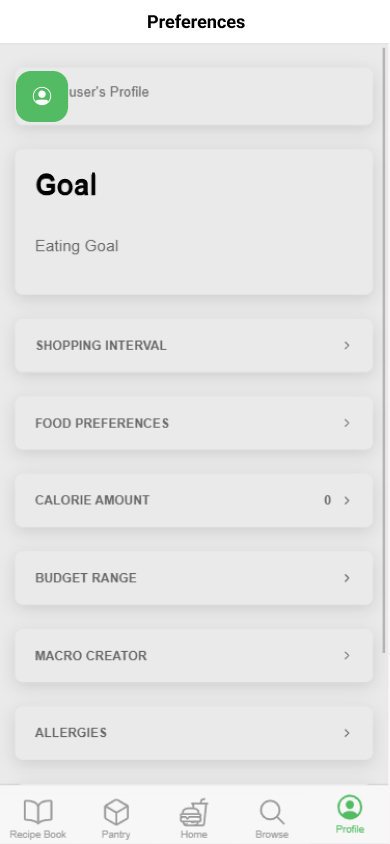 Preferences
user's Profile
Goal
Eating Goal
SHOPPING INTERVAL
FOOD PREFERENCES
CALORIE AMOUNT 0
BUDGET RANGE
MACRO CREATOR
ALLERGIES
Recipe Book Pantry Home Browse Profile